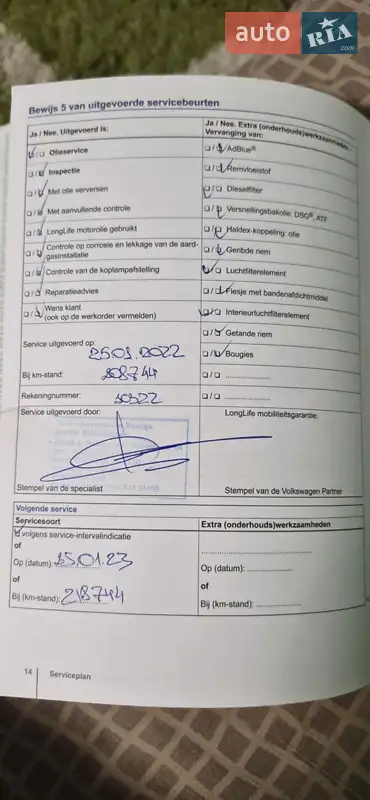 auto RIA .com
Bewijs 5 van uitgevoerde servicebeurten
Ja / Nee. Uitgevoerd is:
☑/□ Olieservice
□/☑ Inspectie
□/☑ Met olie verversen
□/☑ Met aanvullende controle
□/☑ LongLife motorolie gebruikt
□/☑ Controle op corrosie en lekkage van de aard-
gasinstallatie
□/☑ Controle van de koplampafstelling
□/☑ Reparatieadvies
□/☑ Wens klant
(ook op de werkorder vermelden)
Service uitgevoerd op: 25.01.2022
Bij km-stand: 208744
Rekeningnummer:
Service uitgevoerd door:
Stempel van de specialist
Ja / Nee. Extra (onderhouds)werkzaamheden
Vervanging van:
□/☑ AdBlue®
□/☑ Remvloeistof
□/□ Dieselfilter
□/☑ Versnellingsbakolie: DSG®, ATF
□/☑ Haldex-koppeling: olie
□/☑ Geribde riem
☑/□ Luchtfilterelement
□/☑ Flesje met bandenafdichtmiddel
☑/□ Interieurluchtfilterelement
□/☑ Getande riem
□/☑ Bougies
□/□ ......................
□/□ ......................
LongLife mobiliteitsgarantie:
Stempel van de Volkswagen Partner
Volgende service
Servicesoort
☑ volgens service-intervalindicatie
of
Op (datum): 25.01.23
of
Bij (km-stand): 218744
Extra (onderhouds)werkzaamheden
......................
Op (datum): ......................
of
Bij (km-stand): ......................
14 Serviceplan